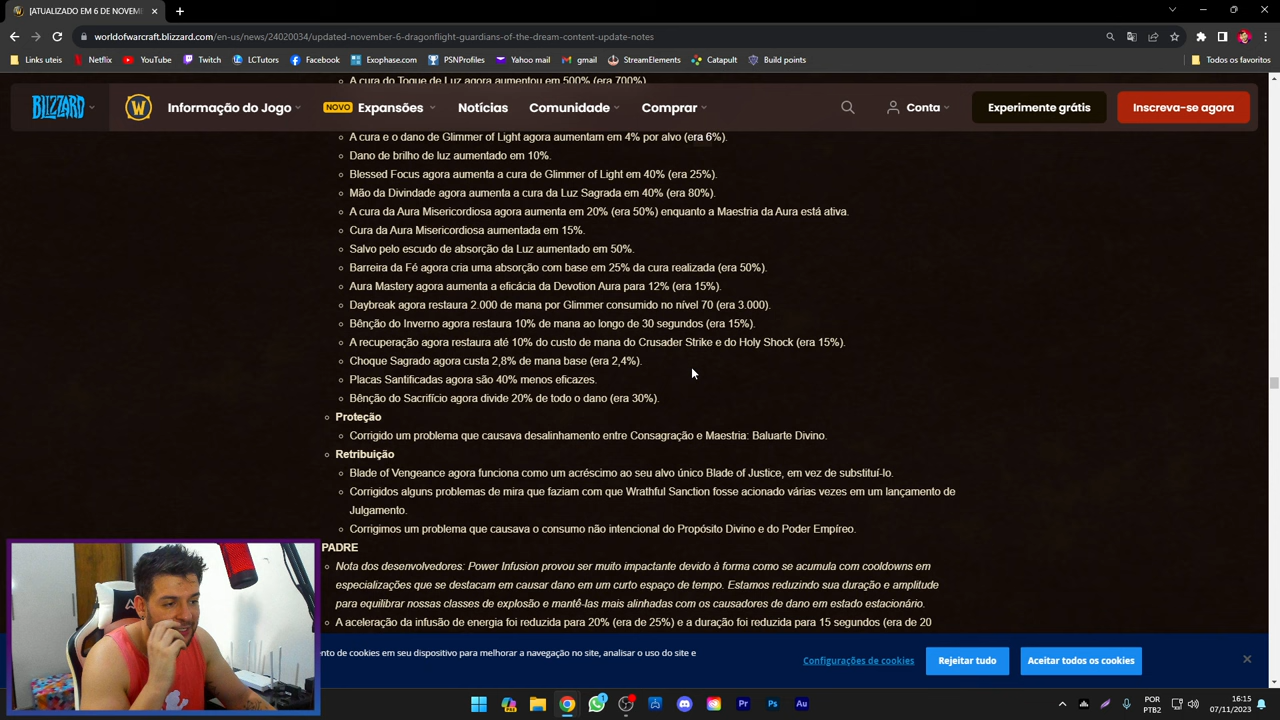 [ATUALIZADO EM 6 DE NOVEM
worldofwarcraft.blizzard.com/en-us/news/24020034/updated-november-6-dragonflight-guardians-of-the-dream-content-update-notes
Links uteis Netflix YouTube Twitch LCTutors Facebook Exophase.com PSNProfiles Yahoo mail gmail StreamElements Catapult Build points Todos os favoritos
A cura do Toque de Luz agora aumentou em 500% (era 700%)
BLIZZARD Informação do Jogo NOVO Expansões Notícias Comunidade Comprar Conta Experimente grátis Inscreva-se agora
A cura e o dano de Glimmer of Light agora aumentam em 4% por alvo (era 6%).
Dano de brilho de luz aumentado em 10%.
Blessed Focus agora aumenta a cura de Glimmer of Light em 40% (era 25%).
Mão da Divindade agora aumenta a cura da Luz Sagrada em 40% (era 80%).
A cura da Aura Misericordiosa agora aumenta em 20% (era 50%) enquanto a Maestria da Aura está ativa.
Cura da Aura Misericordiosa aumentada em 15%.
Salvo pelo escudo de absorção da Luz aumentado em 50%.
Barreira da Fé agora cria uma absorção com base em 25% da cura realizada (era 50%).
Aura Mastery agora aumenta a eficácia da Devotion Aura para 12% (era 15%).
Daybreak agora restaura 2.000 de mana por Glimmer consumido no nível 70 (era 3.000).
Bênção do Inverno agora restaura 10% de mana ao longo de 30 segundos (era 15%).
A recuperação agora restaura até 10% do custo de mana do Crusader Strike e do Holy Shock (era 15%).
Choque Sagrado agora custa 2,8% de mana base (era 2,4%).
Placas Santificadas agora são 40% menos eficazes.
Bênção do Sacrifício agora divide 20% de todo o dano (era 30%).
Proteção
Corrigido um problema que causava desalinhamento entre Consagração e Maestria: Baluarte Divino.
Retribuição
Blade of Vengeance agora funciona como um acréscimo ao seu alvo único Blade of Justice, em vez de substituí-lo.
Corrigidos alguns problemas de mira que faziam com que Wrathful Sanction fosse acionado várias vezes em um lançamento de
Julgamento.
Corrigimos um problema que causava o consumo não intencional do Propósito Divino e do Poder Empíreo.
PADRE
Nota dos desenvolvedores: Power Infusion provou ser muito impactante devido à forma como se acumula com cooldowns em
especializações que se destacam em causar dano em um curto espaço de tempo. Estamos reduzindo sua duração e amplitude
para equilibrar nossas classes de explosão e mantê-las mais alinhadas com os causadores de dano em estado estacionário.
A aceleração da infusão de energia foi reduzida para 20% (era de 25%) e a duração foi reduzida para 15 segundos (era de 20
nto de cookies em seu dispositivo para melhorar a navegação no site, analisar o uso do site e
Configurações de cookies Rejeitar tudo Aceitar todos os cookies
POR
PTB2
16:15
07/11/2023